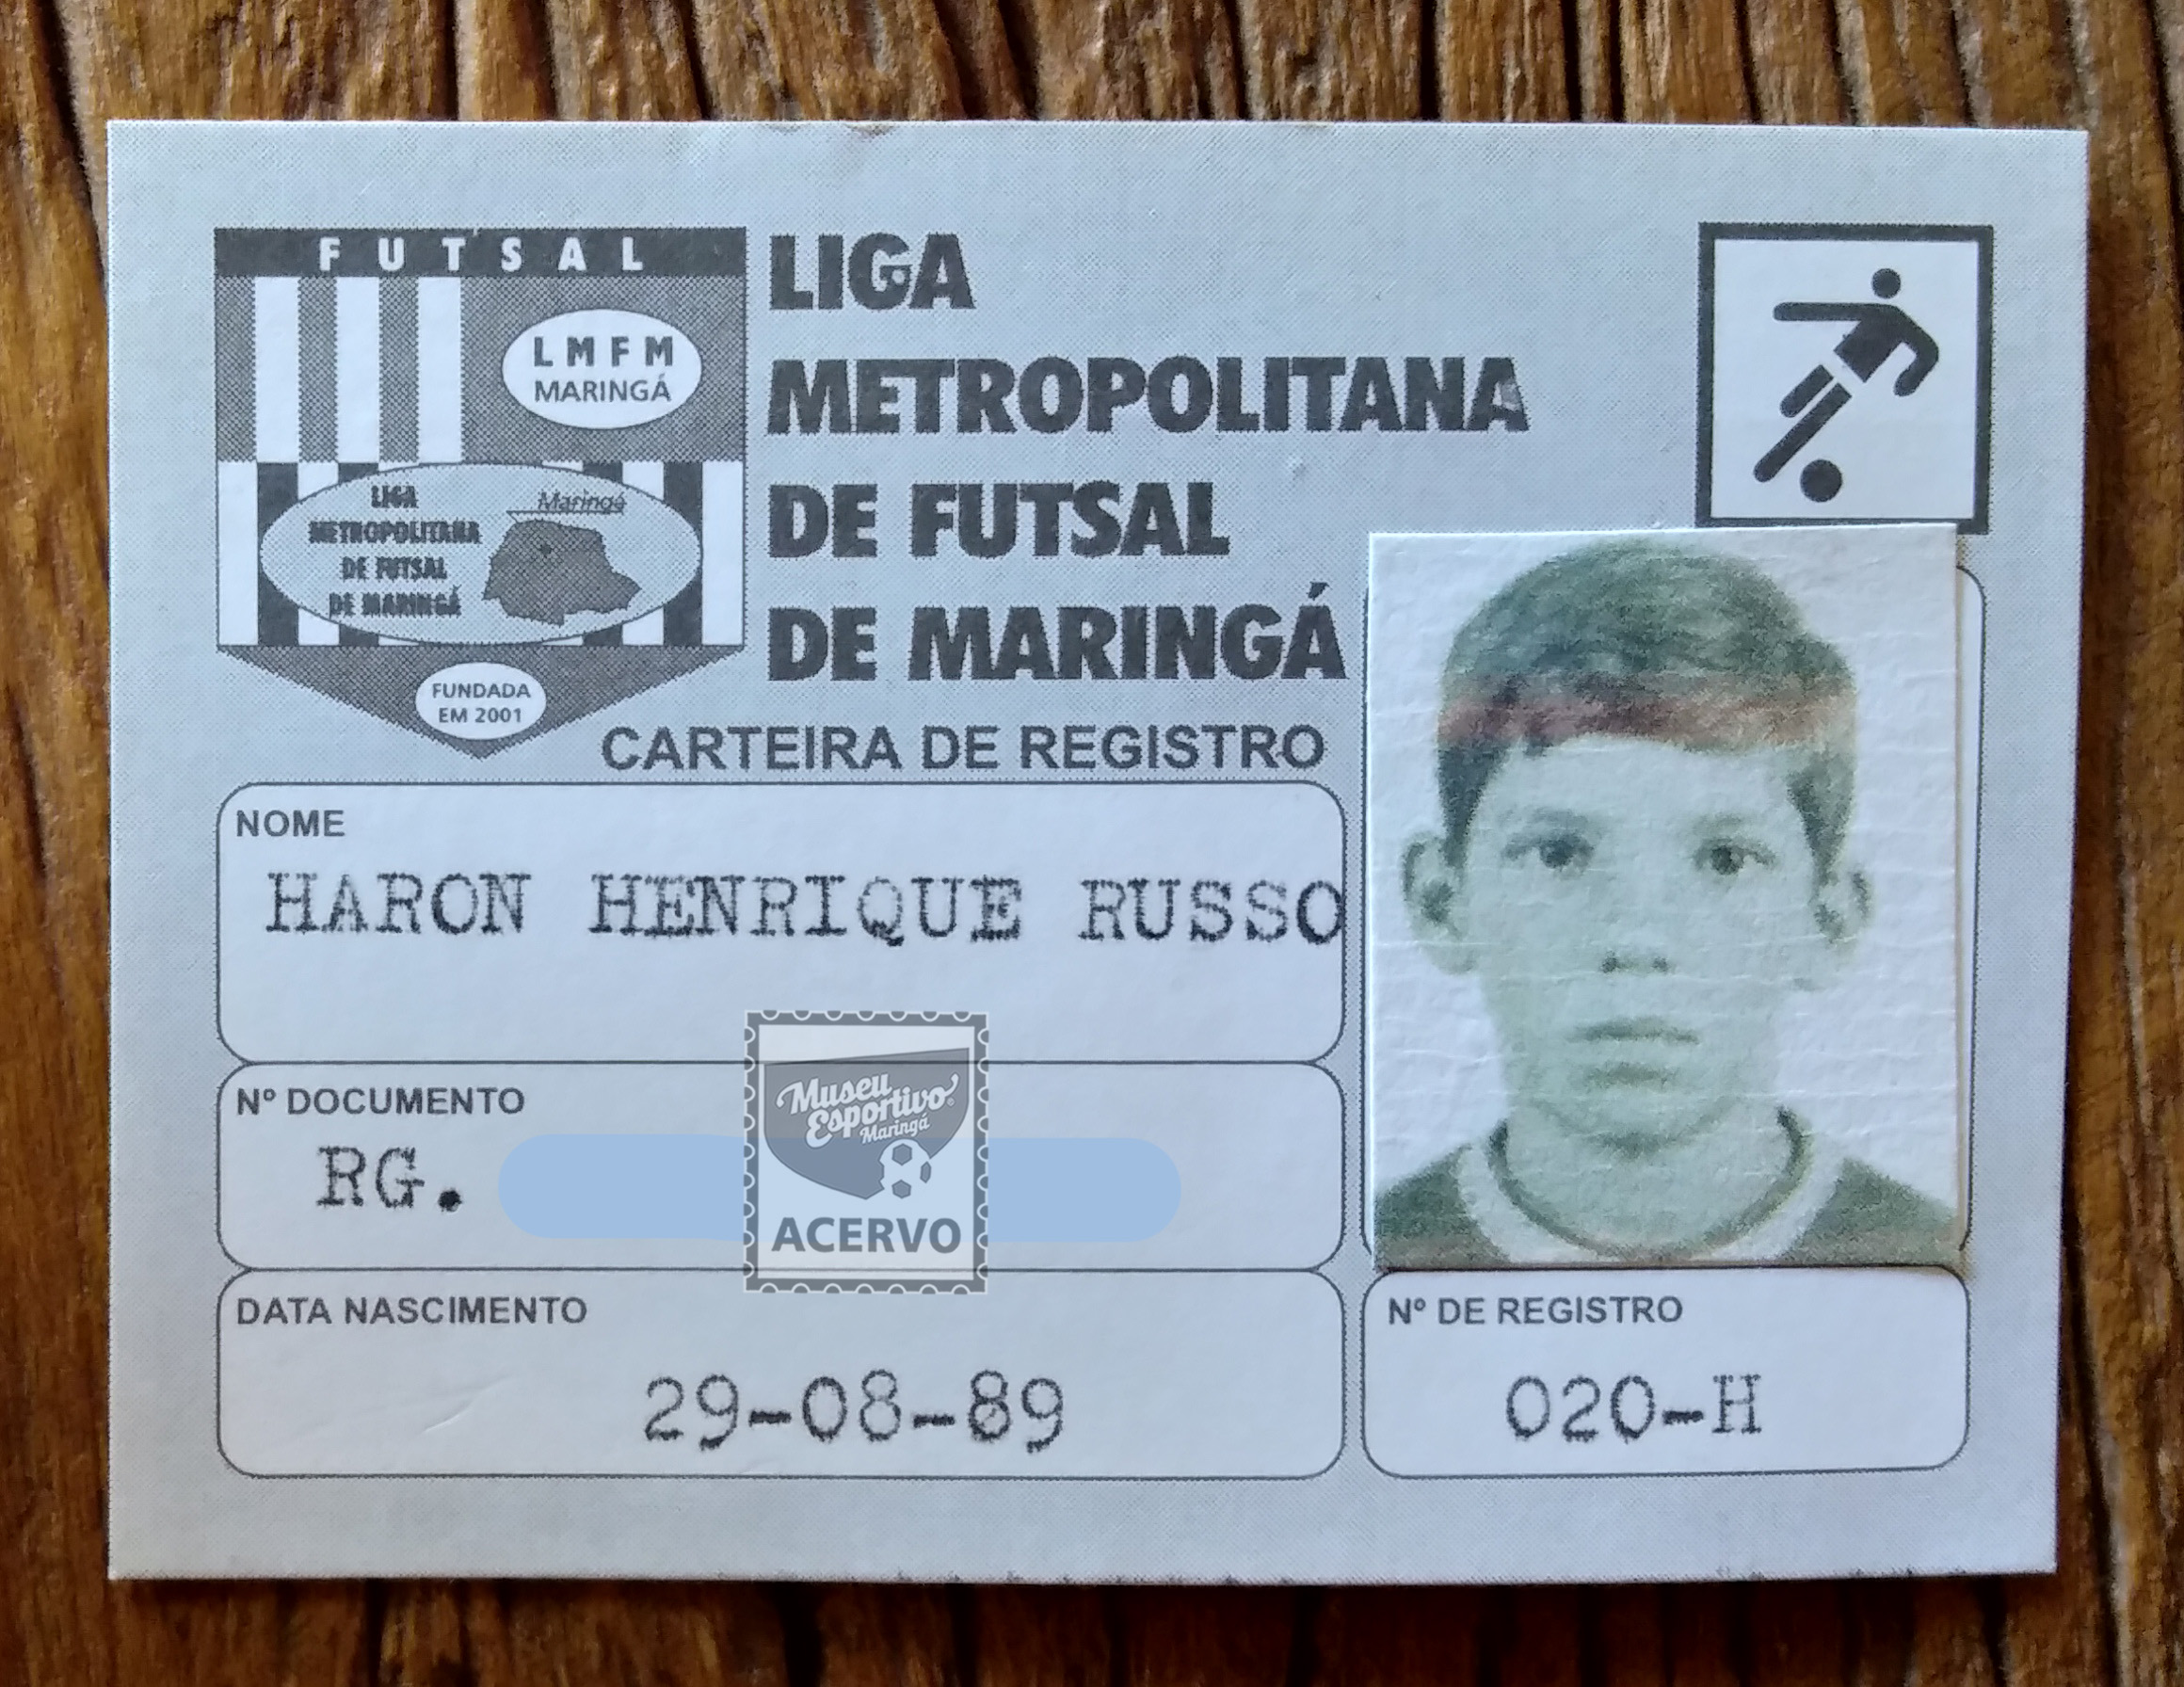 FUTSAL
LMFM
MARINGÁ
LIGA
METROPOLITANA
DE FUTSAL
DE MARINGÁ
Maringá
FUNDADA
EM 2001
LIGA
METROPOLITANA
DE FUTSAL
DE MARINGÁ
CARTEIRA DE REGISTRO
NOME
HARON HENRIQUE RUSSO
Nº DOCUMENTO
RG.
Museu
Esportivo
Maringá
ACERVO
DATA NASCIMENTO
29-08-89
Nº DE REGISTRO
020-H